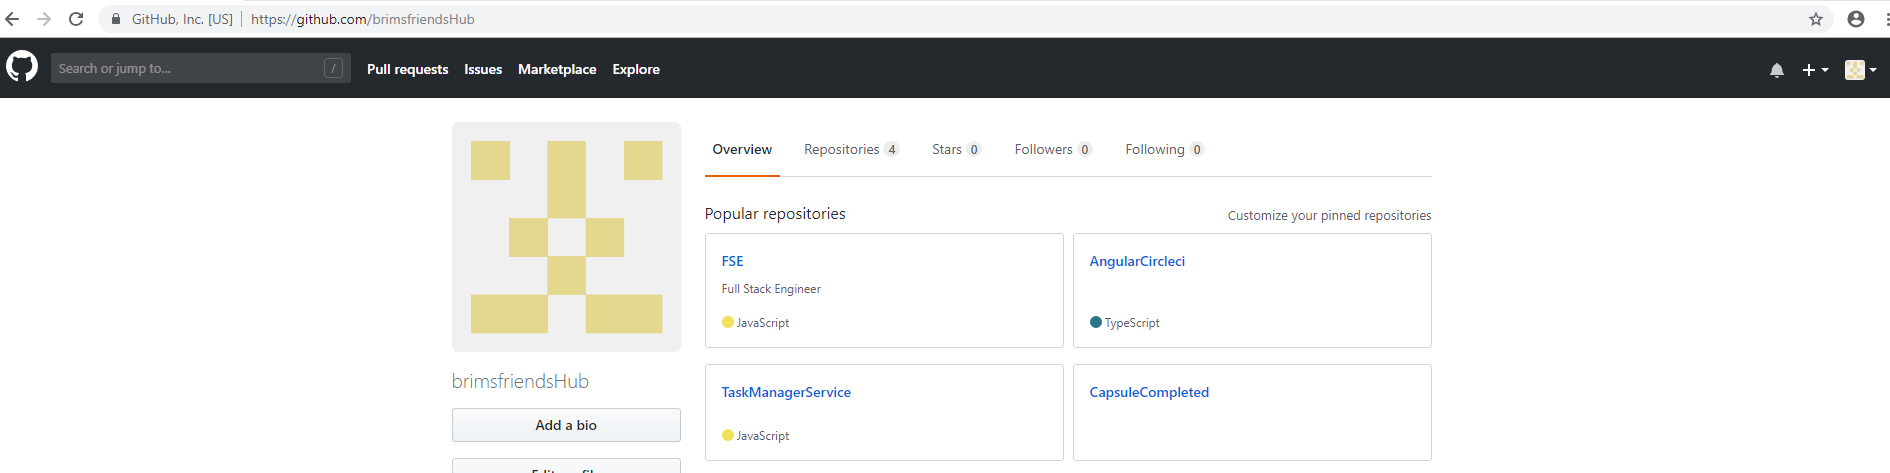 GitHub, Inc. [US] | https://github.com/brimsfriendsHub
Search or jump to... /
Pull requests Issues Marketplace Explore
Overview Repositories 4 Stars 0 Followers 0 Following 0
Popular repositories
Customize your pinned repositories
FSE
Full Stack Engineer
JavaScript
AngularCircleci
TypeScript
brimsfriendsHub
Add a bio
TaskManagerService
JavaScript
CapsuleCompleted